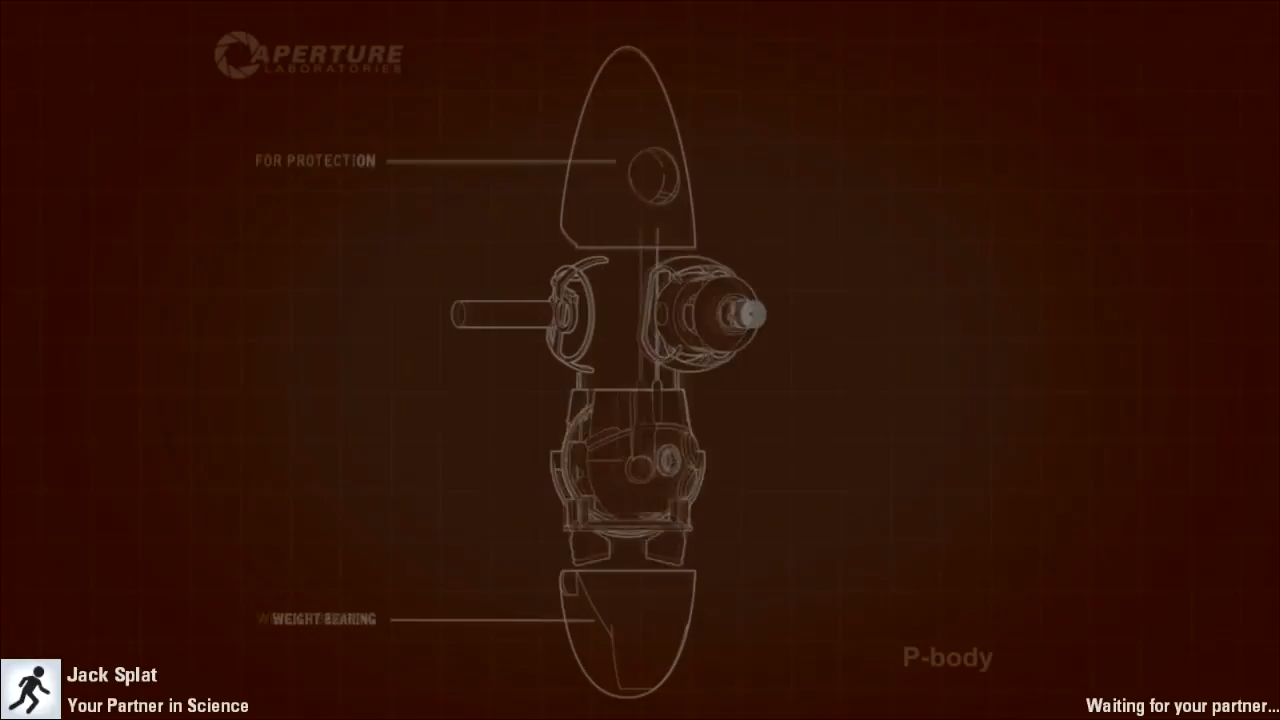 APERTURE
LABORATORIES
FOR PROTECTION
WEIGHT BEARING
P-body
Jack Splat
Your Partner in Science
Waiting for your partner...